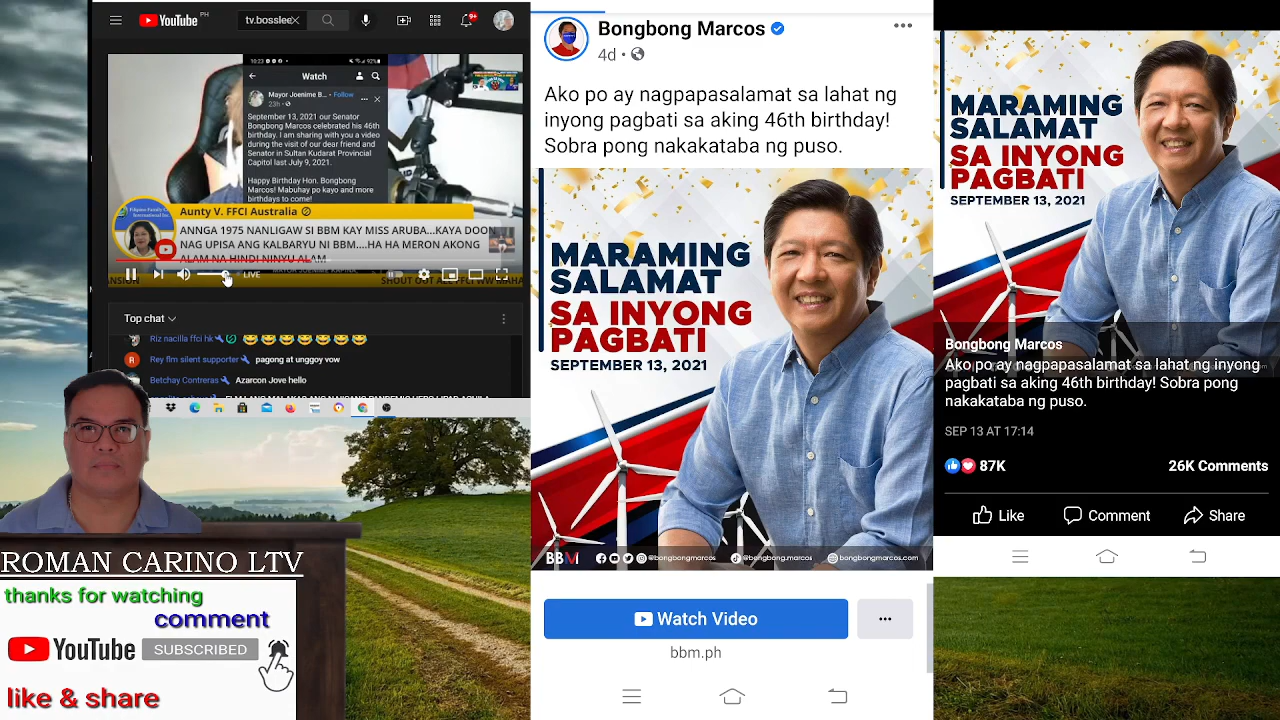 YouTube PH
tv.bosslee
9+
10:23
92%
Watch
Mayor Joenime B... • Follow
23h
September 13, 2021 our Senator
Bongbong Marcos celebrated his 46th
birthday. I am sharing with you a video
during the visit of our dear friend and
Senator in Sultan Kudarat Provincial
Capitol last July 9, 2021.
Happy Birthday Hon. Bongbong
Marcos! Mabuhay po kayo and more
birthdays to come!
Aunty V. FFCI Australia
ANNGA 1975 NANLIGAW SI BBM KAY MISS ARUBA...KAYA DOON
NAG UPISA ANG KALBARYU NI BBM....HA HA MERON AKONG
ALAM NA HINDI NINYU ALAM
LIVE
Top chat
Riz nacilla ffci hk
Rey flm silent supporter pagong at unggoy vow
Betchay Contreras Azarcon Jove hello
ROMAN CABINO LTV
thanks for watching
comment
YouTube SUBSCRIBED
like & share
Bongbong Marcos
4d
Ako po ay nagpapasalamat sa lahat ng
inyong pagbati sa aking 46th birthday!
Sobra pong nakakataba ng puso.
MARAMING
SALAMAT
SA INYONG
PAGBATI
SEPTEMBER 13, 2021
BBM @bongbongmarcos @bongbong.marcos bongbongmarcos.com
Watch Video
bbm.ph
MARAMING
SALAMAT
SA INYONG
PAGBATI
SEPTEMBER 13, 2021
Bongbong Marcos
Ako po ay nagpapasalamat sa lahat ng inyong
pagbati sa aking 46th birthday! Sobra pong
nakakataba ng puso.
SEP 13 AT 17:14
87K
26K Comments
Like Comment Share